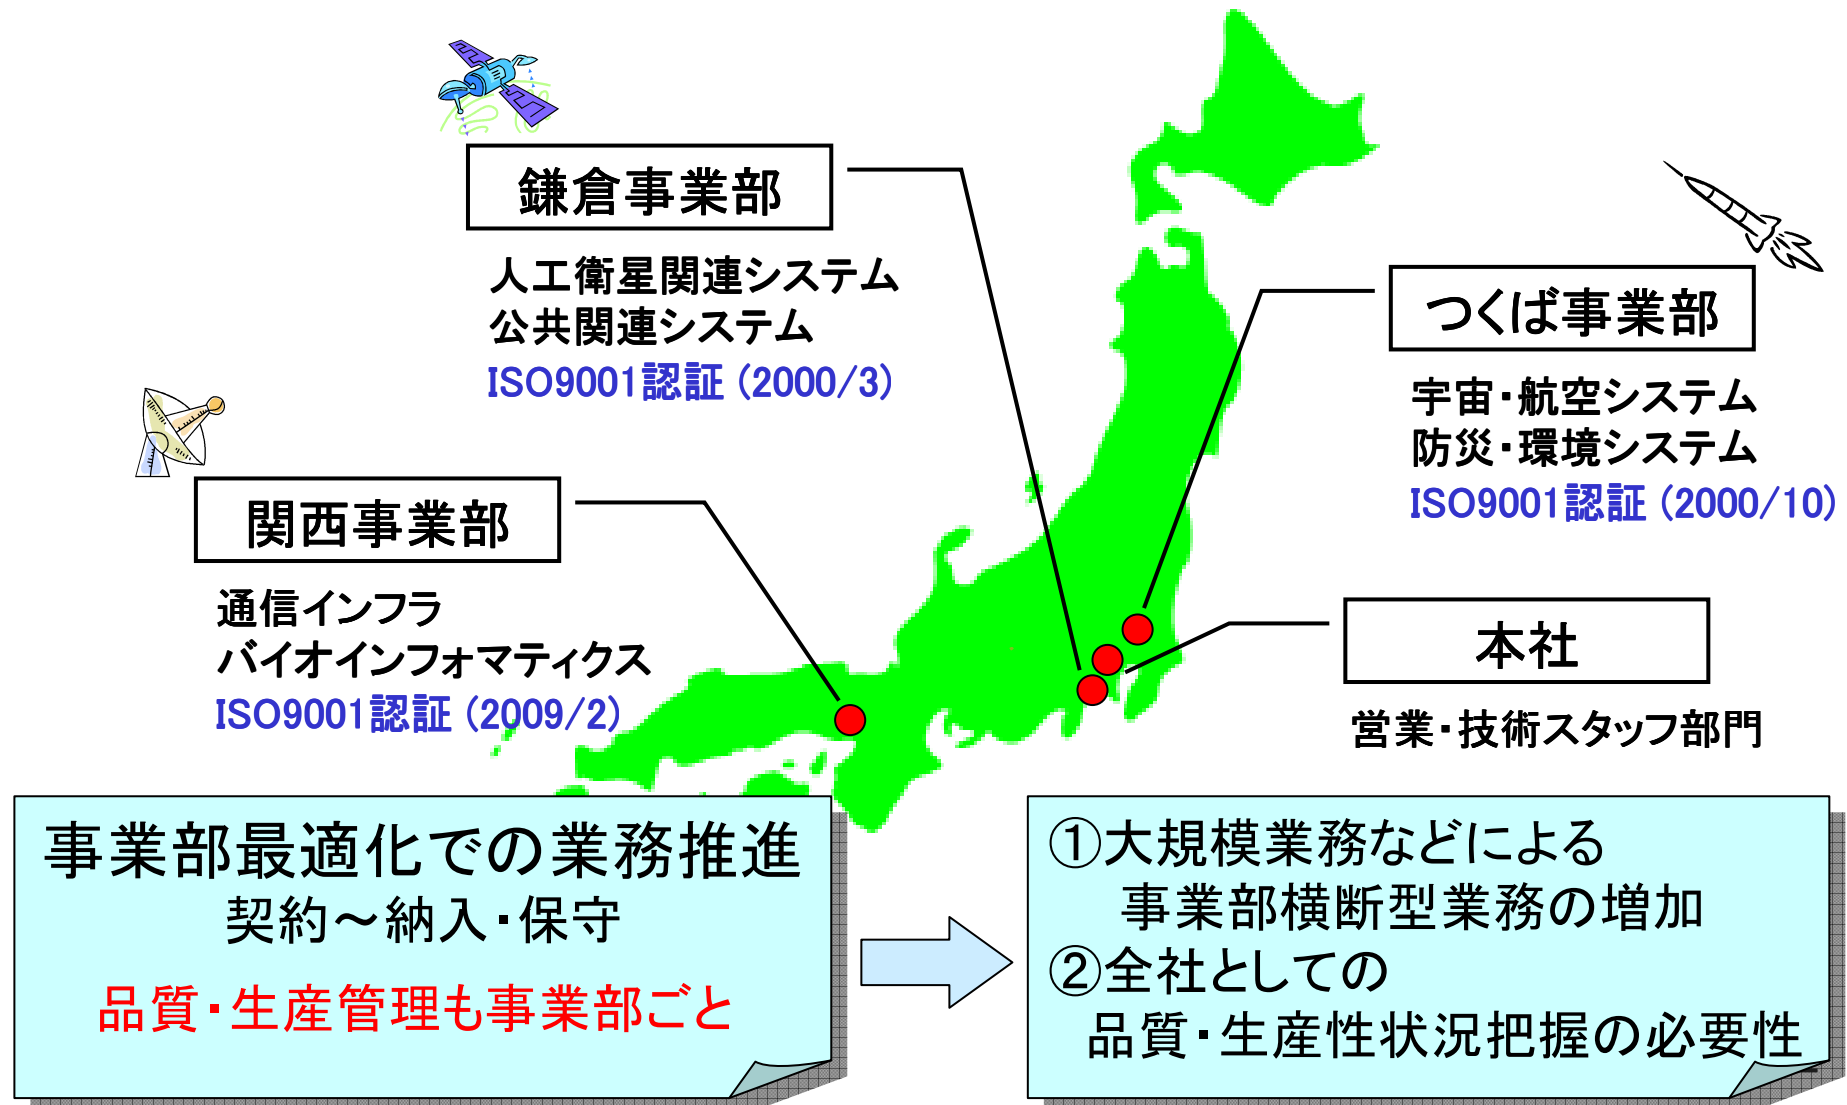 鎌倉事業部
人工衛星関連システム
公共関連システム
ISO9001認証 (2000/3)
つくば事業部
宇宙・航空システム
防災・環境システム
ISO9001認証 (2000/10)
関西事業部
通信インフラ
バイオインフォマティクス
ISO9001認証 (2009/2)
本社
営業・技術スタッフ部門
事業部最適化での業務推進
契約～納入・保守
品質・生産管理も事業部ごと
①大規模業務などによる
事業部横断型業務の増加
②全社としての
品質・生産性状況把握の必要性